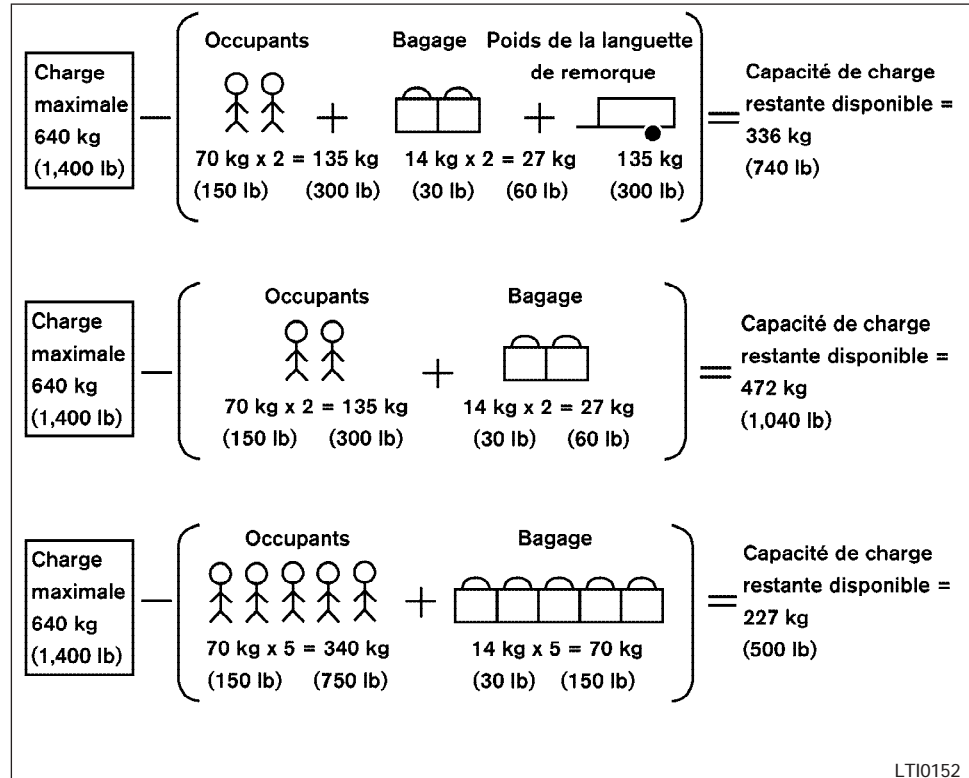 Charge
maximale
640 kg
(1,400 lb)
Occupants
Bagage
Poids de la languette
de remorque
70 kg x 2 = 135 kg
14 kg x 2 = 27 kg
135 kg
(150 lb)
(300 lb)
(30 lb)
(60 lb)
(300 lb)
Capacité de charge
restante disponible =
336 kg
(740 lb)
Charge
maximale
640 kg
(1,400 lb)
Occupants
Bagage
70 kg x 2 = 135 kg
14 kg x 2 = 27 kg
(150 lb)
(300 lb)
(30 lb)
(60 lb)
Capacité de charge
restante disponible =
472 kg
(1,040 lb)
Charge
maximale
640 kg
(1,400 lb)
Occupants
Bagage
70 kg x 5 = 340 kg
14 kg x 5 = 70 kg
(150 lb)
(750 lb)
(30 lb)
(150 lb)
Capacité de charge
restante disponible =
227 kg
(500 lb)
LTI0152